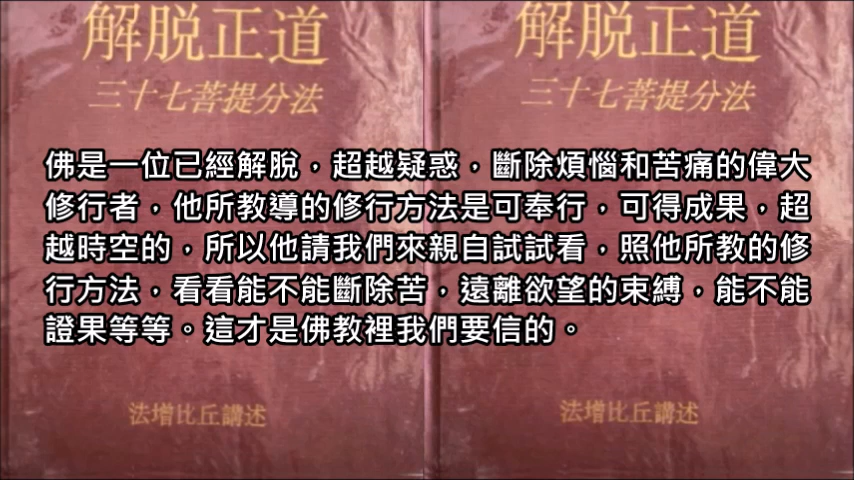 解脱正道 解脱正道
三十七菩提分法 三十七菩提分法
佛是一位已經解脫，超越疑惑，斷除煩惱和苦痛的偉大
修行者，他所教導的修行方法是可奉行，可得成果，超
越時空的，所以他請我們來親自試試看，照他所教的修
行方法，看看能不能斷除苦，遠離欲望的束縛，能不能
證果等等。這才是佛教裡我們要信的。
法增比丘講述 法增比丘講述